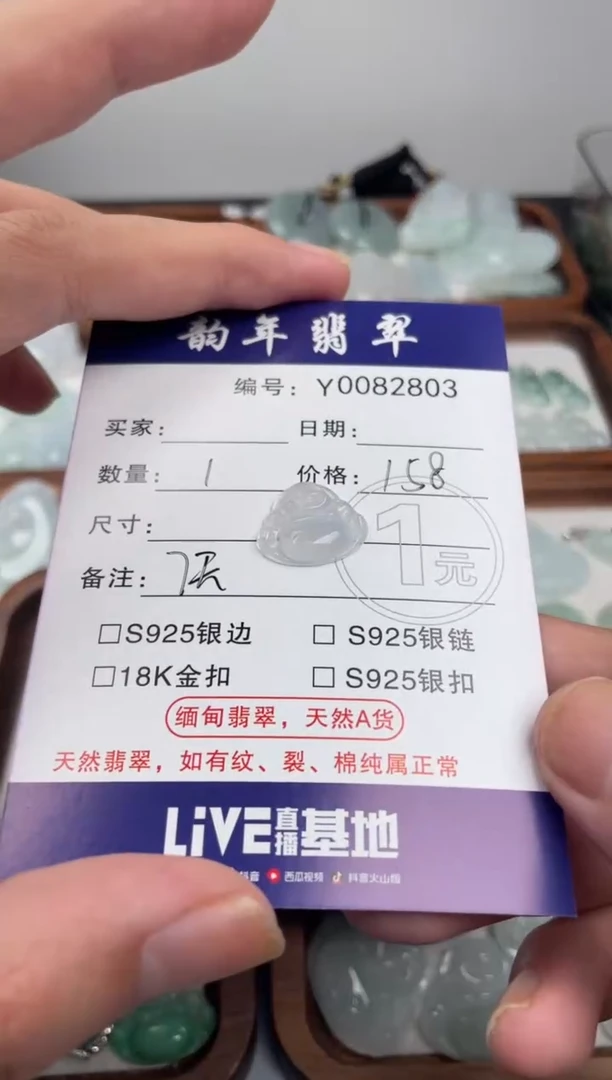 韵年翡翠
编号：Y0082803
买家： 日期：
数量：1 价格：158
尺寸：
1元
备注：7天
□S925银边 □ S925银链
□18K金扣 □ S925银扣
缅甸翡翠，天然A货
天然翡翠，如有纹、裂、棉纯属正常
LiVE直播基地
抖音 西瓜视频 抖音火山版